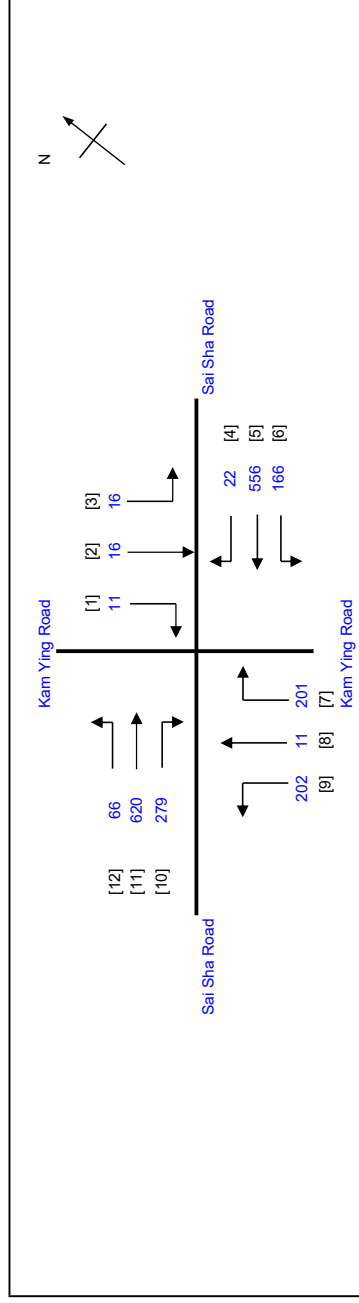 N
Kam Ying Road
[1] [2] [3]
11 16 16
Sai Sha Road
[12] 66
[11] 620
[10] 279
Sai Sha Road
22 [4]
556 [5]
166 [6]
202 11 201
[9] [8] [7]
Kam Ying Road